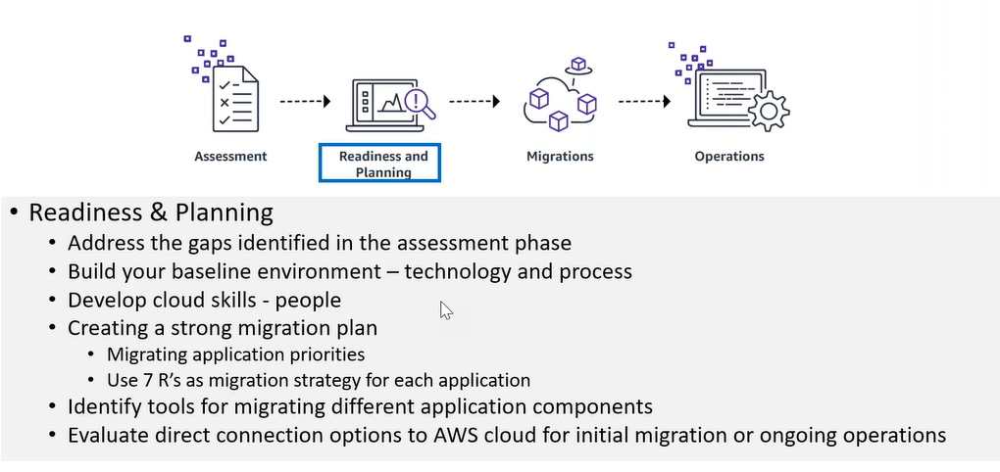 Assessment
Readiness and
Planning
Migrations
Operations
• Readiness & Planning
• Address the gaps identified in the assessment phase
• Build your baseline environment – technology and process
• Develop cloud skills - people
• Creating a strong migration plan
• Migrating application priorities
• Use 7 R's as migration strategy for each application
• Identify tools for migrating different application components
• Evaluate direct connection options to AWS cloud for initial migration or ongoing operations